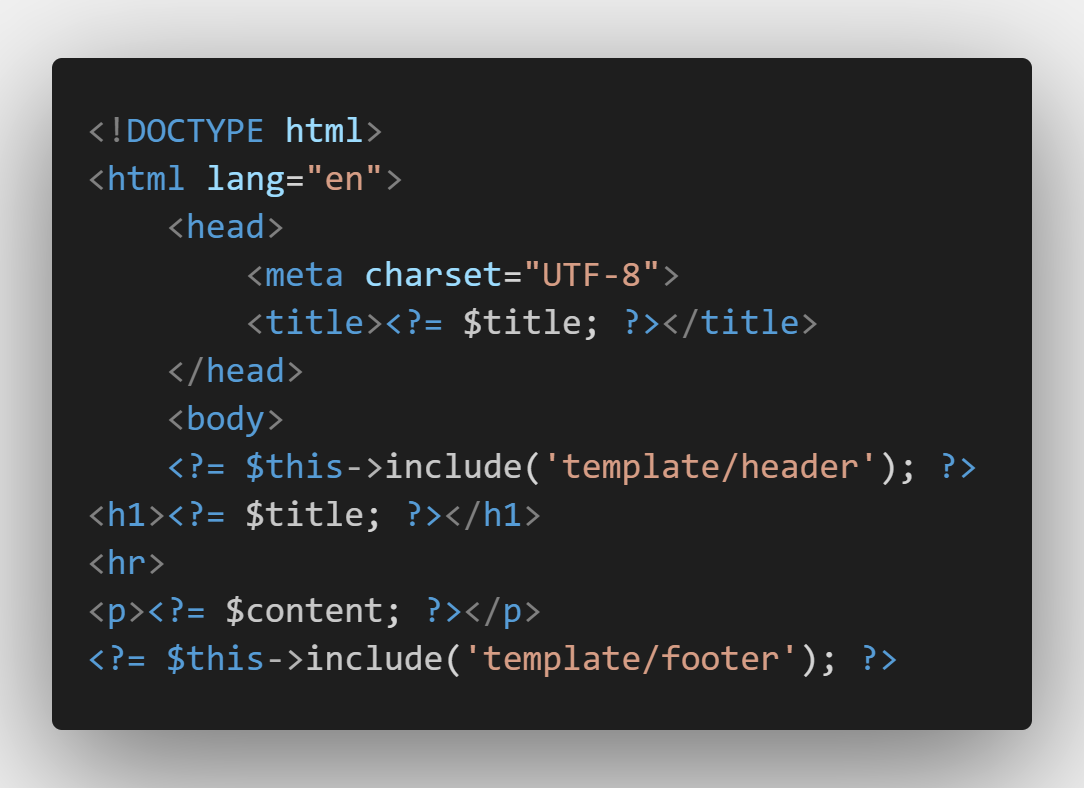 <!DOCTYPE html>
<html lang="en">
    <head>
        <meta charset="UTF-8">
        <title><?= $title; ?></title>
    </head>
    <body>
    <?= $this->include('template/header'); ?>
<h1><?= $title; ?></h1>
<hr>
<p><?= $content; ?></p>
<?= $this->include('template/footer'); ?>